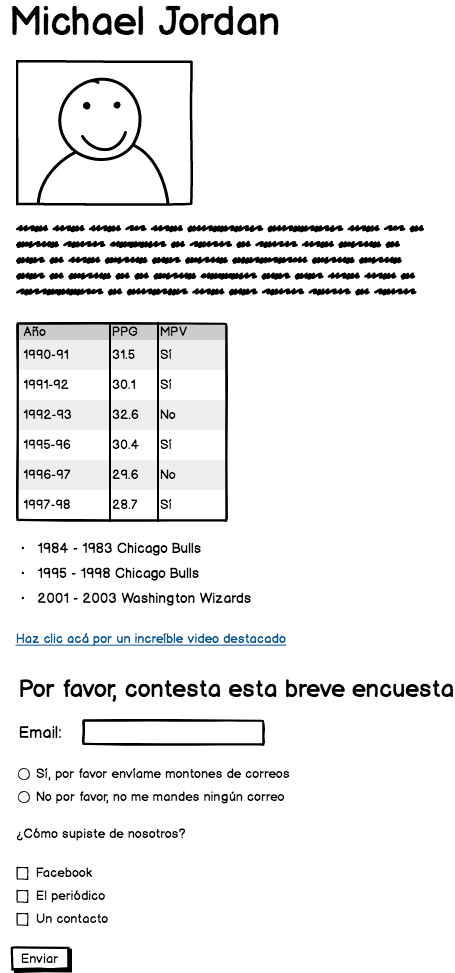 Michael Jordan
Año PPG MPV
1990-91 31.5 Sí
1991-92 30.1 Sí
1992-93 32.6 No
1995-96 30.4 Sí
1996-97 29.6 No
1997-98 28.7 Sí
· 1984 - 1983 Chicago Bulls
· 1995 - 1998 Chicago Bulls
· 2001 - 2003 Washington Wizards
Haz clic acá por un increíble video destacado
Por favor, contesta esta breve encuesta
Email:
Sí, por favor envíame montones de correos
No por favor, no me mandes ningún correo
¿Cómo supiste de nosotros?
Facebook
El periódico
Un contacto
Enviar